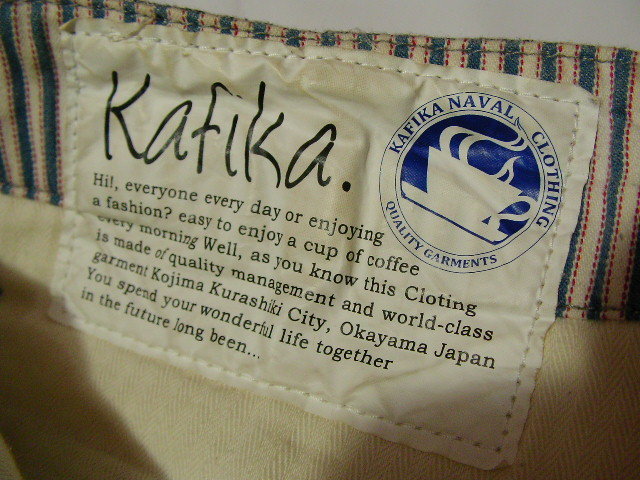 Kafika.
KAFIKA NAVAL CLOTHING
QUALITY GARMENTS
Hi!, everyone every day or enjoying
a fashion? easy to enjoy a cup of coffee
every morning Well, as you know this Cloting
is made of quality management and world-class
garment Kojima Kurashiki City, Okayama Japan
You spend your wonderful life together
in the future long been...